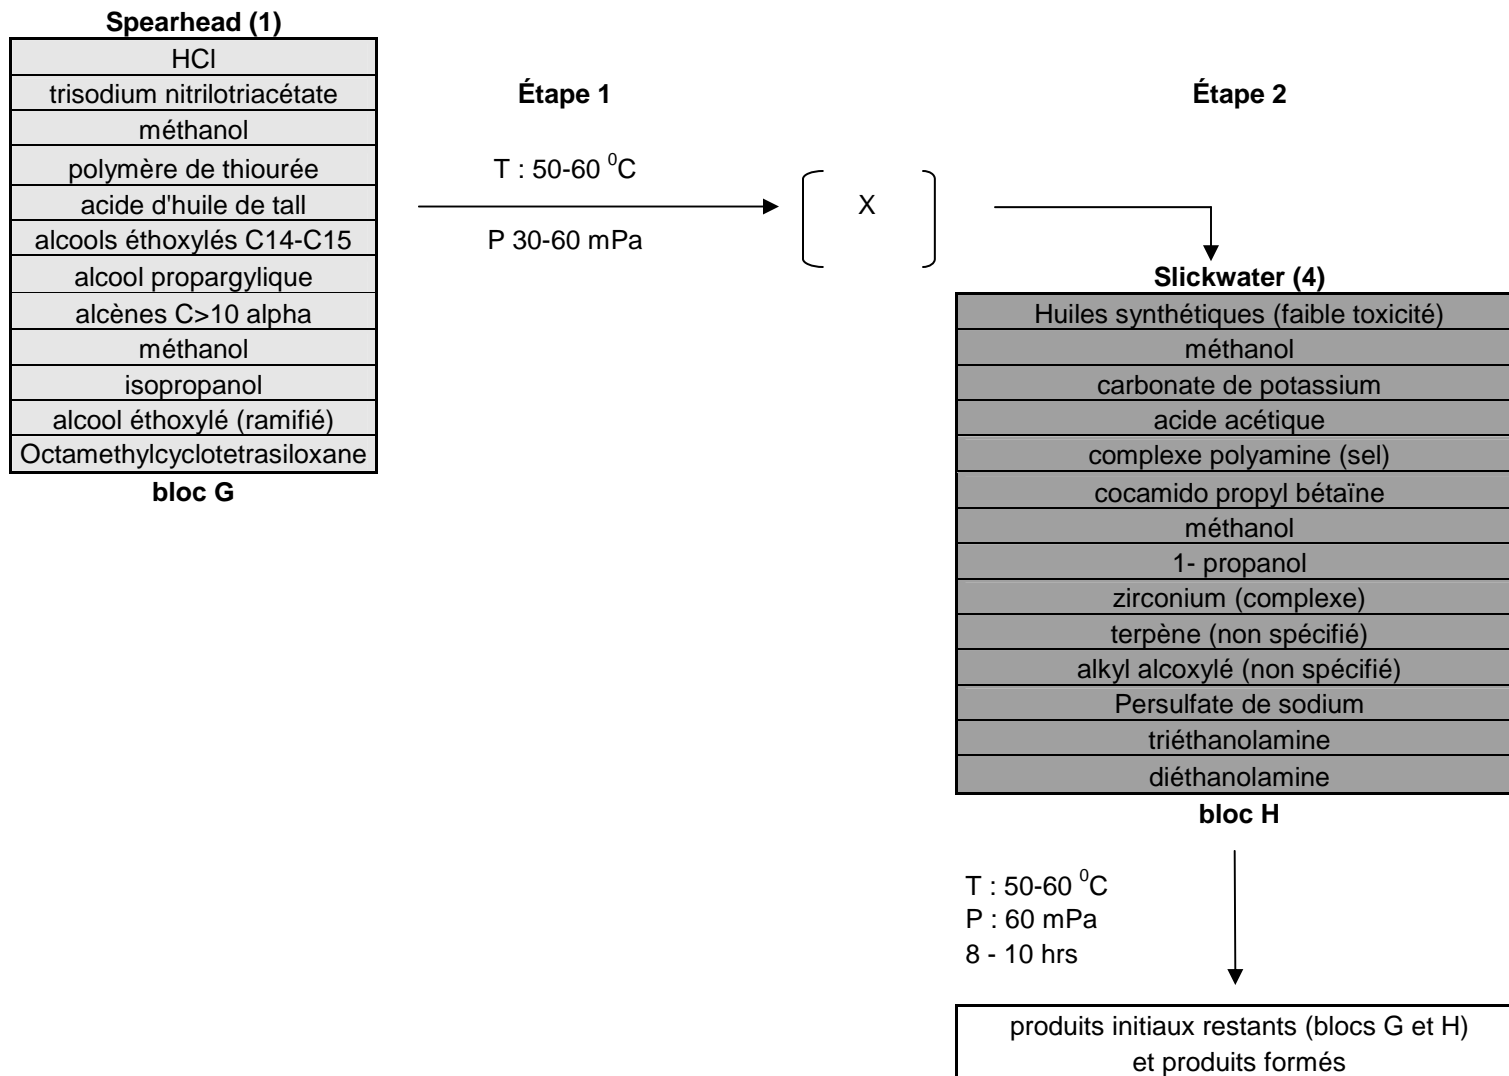 Spearhead (1)
HCl
trisodium nitrilotriacétate
méthanol
polymère de thiourée
acide d'huile de tall
alcools éthoxylés C14-C15
alcool propargylique
alcènes C>10 alpha
méthanol
isopropanol
alcool éthoxylé (ramifié)
Octamethylcyclotetrasiloxane
bloc G
Étape 1
T : 50-60 ⁰C
P 30-60 mPa
X
Étape 2
Slickwater (4)
Huiles synthétiques (faible toxicité)
méthanol
carbonate de potassium
acide acétique
complexe polyamine (sel)
cocamido propyl bétaïne
méthanol
1- propanol
zirconium (complexe)
terpène (non spécifié)
alkyl alcoxylé (non spécifié)
Persulfate de sodium
triéthanolamine
diéthanolamine
bloc H
T : 50-60 ⁰C
P : 60 mPa
8 - 10 hrs
produits initiaux restants (blocs G et H)
et produits formés